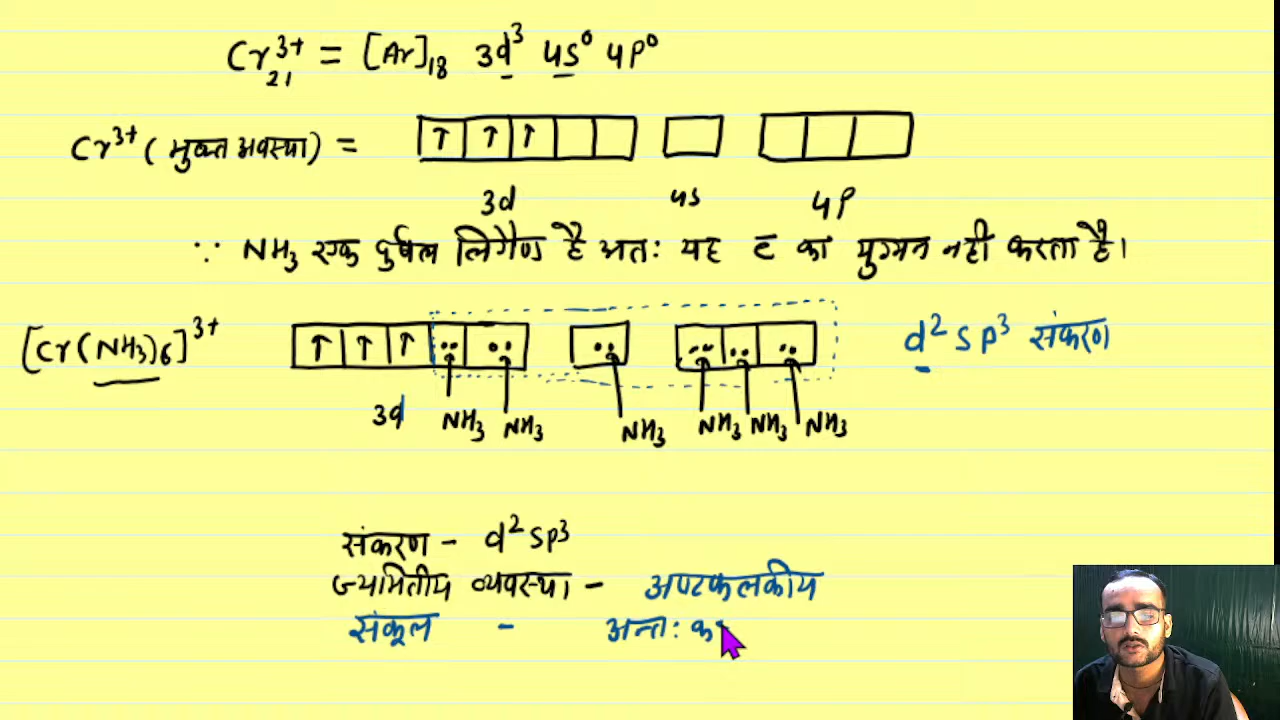 Cr³⁺₂₁ = [Ar]₁₈ 3d³ 4s⁰ 4p⁰
Cr³⁺ (मुक्त अवस्था) = ↑ ↑ ↑
3d 4s 4p
∵ NH₃ एक दुर्बल लिगैण्ड है अतः यह ē का युग्मन नहीं करता है।
[Cr(NH₃)₆]³⁺ ↑ ↑ ↑ d²sp³ संकरण
3d NH₃ NH₃ NH₃ NH₃ NH₃ NH₃
संकरण - d²sp³
ज्यामितीय व्यवस्था - अष्टफलकीय
संकूल - अन्तः क